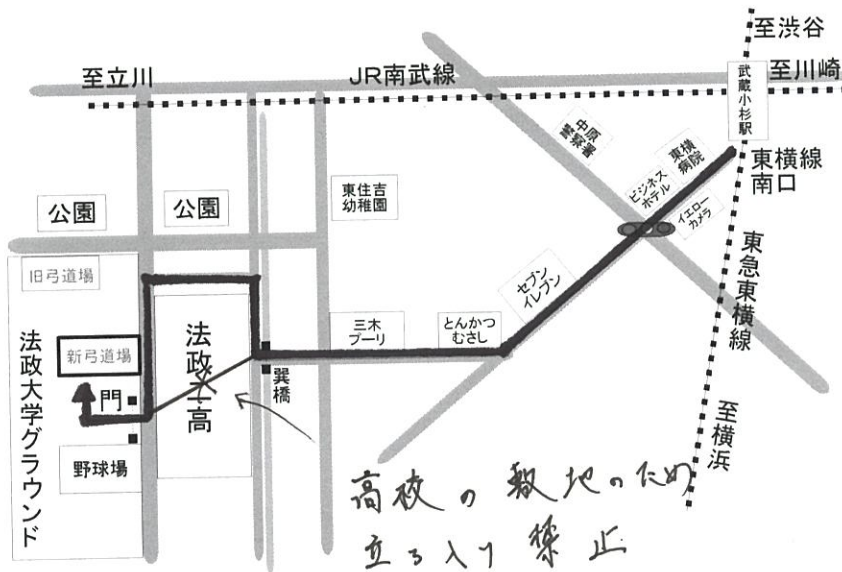 至渋谷
至立川
JR南武線
至川崎
武蔵小杉駅
中原
警察署
東横
病院
東横線
南口
ビジネス
ホテル
イエロー
カメラ
東住吉
幼稚園
公園
公園
旧弓道場
セブン
イレブン
東急東横線
新弓道場
法政二高
三木
プーリ
とんかつ
むさし
法政大学グラウンド
門
巽橋
野球場
至横浜
高校の敷地のため
立ち入り禁止